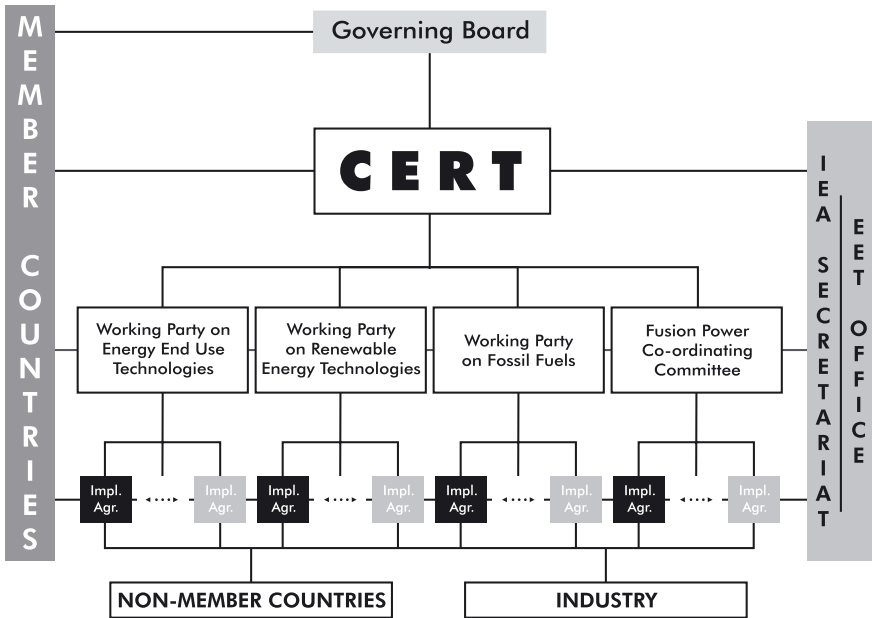 MEMBER COUNTRIES
Governing Board
CERT
IEA SECRETARIAT
EET OFFICE
Working Party on
Energy End Use
Technologies
Working Party
on Renewable
Energy Technologies
Working Party
on Fossil Fuels
Fusion Power
Co-ordinating
Committee
Impl.
Agr.
Impl.
Agr.
Impl.
Agr.
Impl.
Agr.
Impl.
Agr.
Impl.
Agr.
Impl.
Agr.
Impl.
Agr.
NON-MEMBER COUNTRIES
INDUSTRY